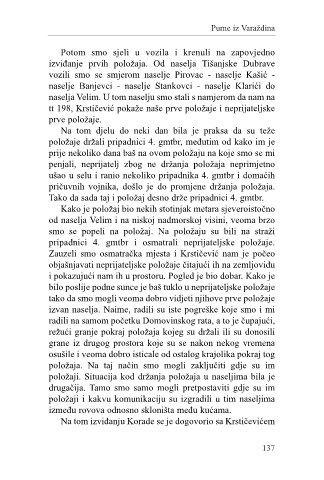 Pume iz Varaždina
Potom smo sjeli u vozila i krenuli na zapovjedno
izviđanje prvih položaja. Od naselja Tišanjske Dubrave
vozili smo se smjerom naselje Pirovac - naselje Kašić -
naselje Banjevci - naselje Stankovci - naselje Klarići do
naselja Velim. U tom naselju smo stali s namjerom da nam na
tt 198, Krstičević pokaže naše prve položaje i neprijateljske
prve položaje.
Na tom djelu do neki dan bila je praksa da su teže
položaje držali pripadnici 4. gmtbr, međutim od kako im je
prije nekoliko dana baš na ovom položaju na koje smo se mi
penjali, neprijatelj zbog ne držanja položaja neprimjetno
ušao u selu i ranio nekoliko pripadnika 4. gmtbr i domaćih
pričuvnih vojnika, došlo je do promjene držanja položaja.
Tako da sada taj i položaj desno drže pripadnici 4. gmtbr.
Kako je položaj bio nekih stotinjak metara sjeveroistočno
od naselja Velim i na niskoj nadmorskoj visini, veoma brzo
smo se popeli na položaj. Na položaju su bili na straži
pripadnici 4. gmtbr i osmatrali neprijateljske položaje.
Zauzeli smo osmatračka mjesta i Krstičević nam je počeo
objašnjavati neprijateljske položaje čitajući ih na zemljovidu
i pokazujući nam ih u prostoru. Pogled je bio dobar. Kako je
bilo poslije podne sunce je baš tuklo u neprijateljske položaje
tako da smo mogli veoma dobro vidjeti njihove prve položaje
izvan naselja. Naime, radili su iste pogreške koje smo i mi
radili na samom početku Domovinskog rata, a to je čupajući,
režući granje pokraj položaja kojeg su držali ili su donosili
grane iz drugog prostora koje su se nakon nekog vremena
osušile i veoma dobro isticale od ostalog krajolika pokraj tog
položaja. Na taj način smo mogli zaključiti gdje su im
položaji. Situacija kod držanja položaja u naseljima bila je
drugačija. Tamo smo samo mogli pretpostaviti gdje su im
položaji i kakvu komunikaciju su izgradili u tim naseljima
između rovova odnosno skloništa među kućama.
Na tom izviđanju Korade se je dogovorio sa Krstičevićem
137